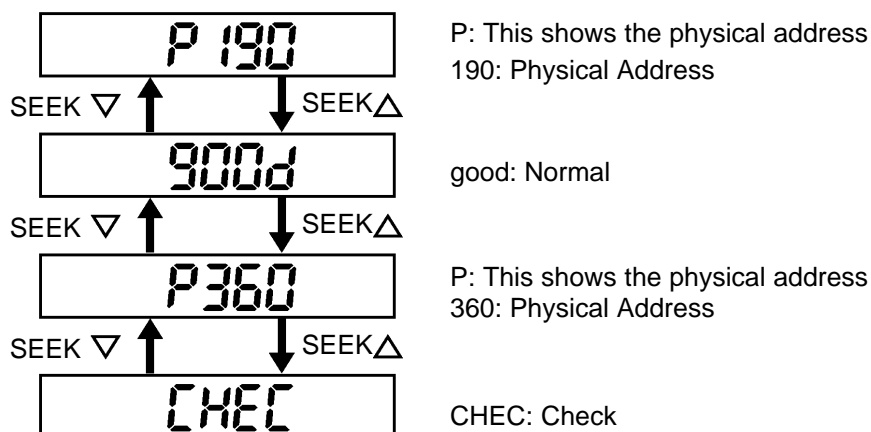 P190
P: This shows the physical address
190: Physical Address
SEEK ▽ SEEK△
900d
good: Normal
SEEK ▽ SEEK△
P360
P: This shows the physical address
360: Physical Address
SEEK ▽ SEEK△
CHEC
CHEC: Check